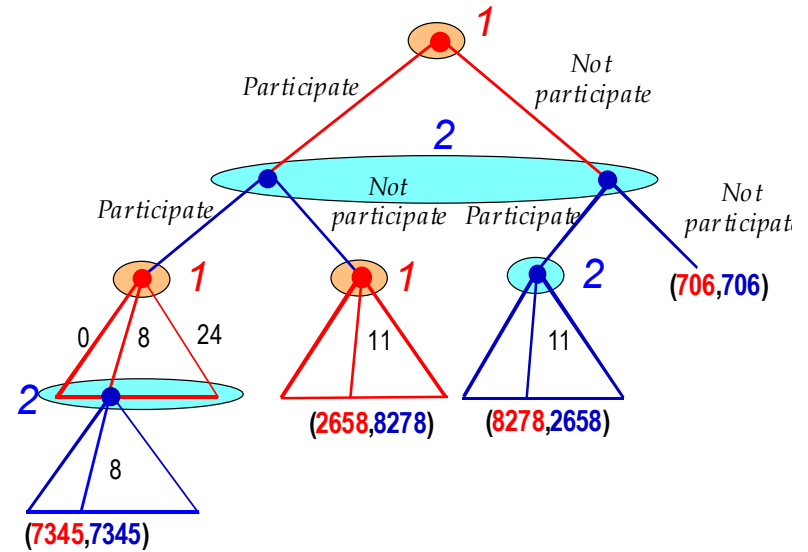 1
Participate
Not
participate
2
Participate
Not
participate
Participate
Not
participate
1
1
2
(706,706)
0
8
24
11
11
2
(2658,8278)
(8278,2658)
8
(7345,7345)